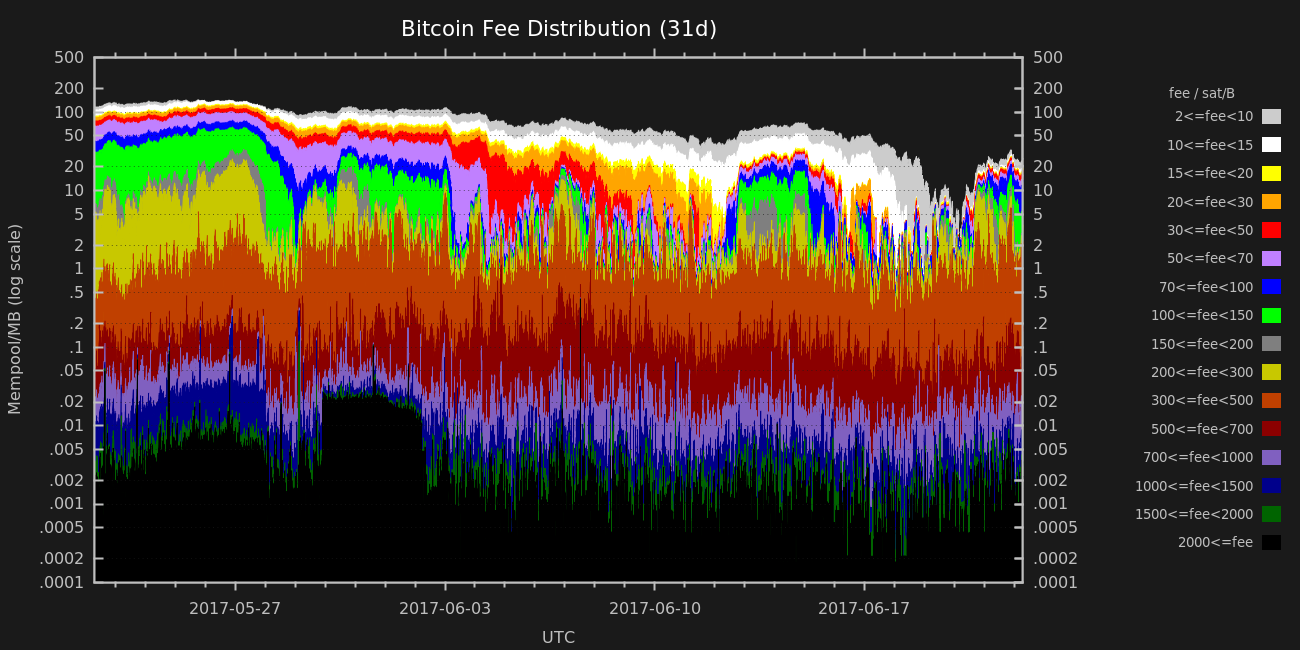 Bitcoin Fee Distribution (31d)
Mempool/MB (log scale)
500
200
100
50
20
10
5
2
1
.5
.2
.1
.05
.02
.01
.005
.002
.001
.0005
.0002
.0001
500
200
100
50
20
10
5
2
1
.5
.2
.1
.05
.02
.01
.005
.002
.001
.0005
.0002
.0001
2017-05-27 2017-06-03 2017-06-10 2017-06-17
UTC
fee / sat/B
2<=fee<10
10<=fee<15
15<=fee<20
20<=fee<30
30<=fee<50
50<=fee<70
70<=fee<100
100<=fee<150
150<=fee<200
200<=fee<300
300<=fee<500
500<=fee<700
700<=fee<1000
1000<=fee<1500
1500<=fee<2000
2000<=fee